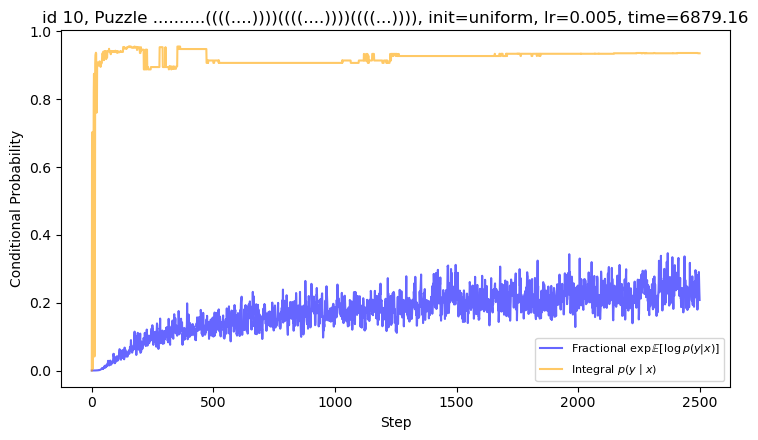 id 10, Puzzle ..........((((....))))((((....))))((((...)))), init=uniform, lr=0.005, time=6879.16
1.0
0.8
0.6
0.4
0.2
0.0
Conditional Probability
0 500 1000 1500 2000 2500
Step
Fractional exp𝔼[log p(y|x)]
Integral p(y | x)